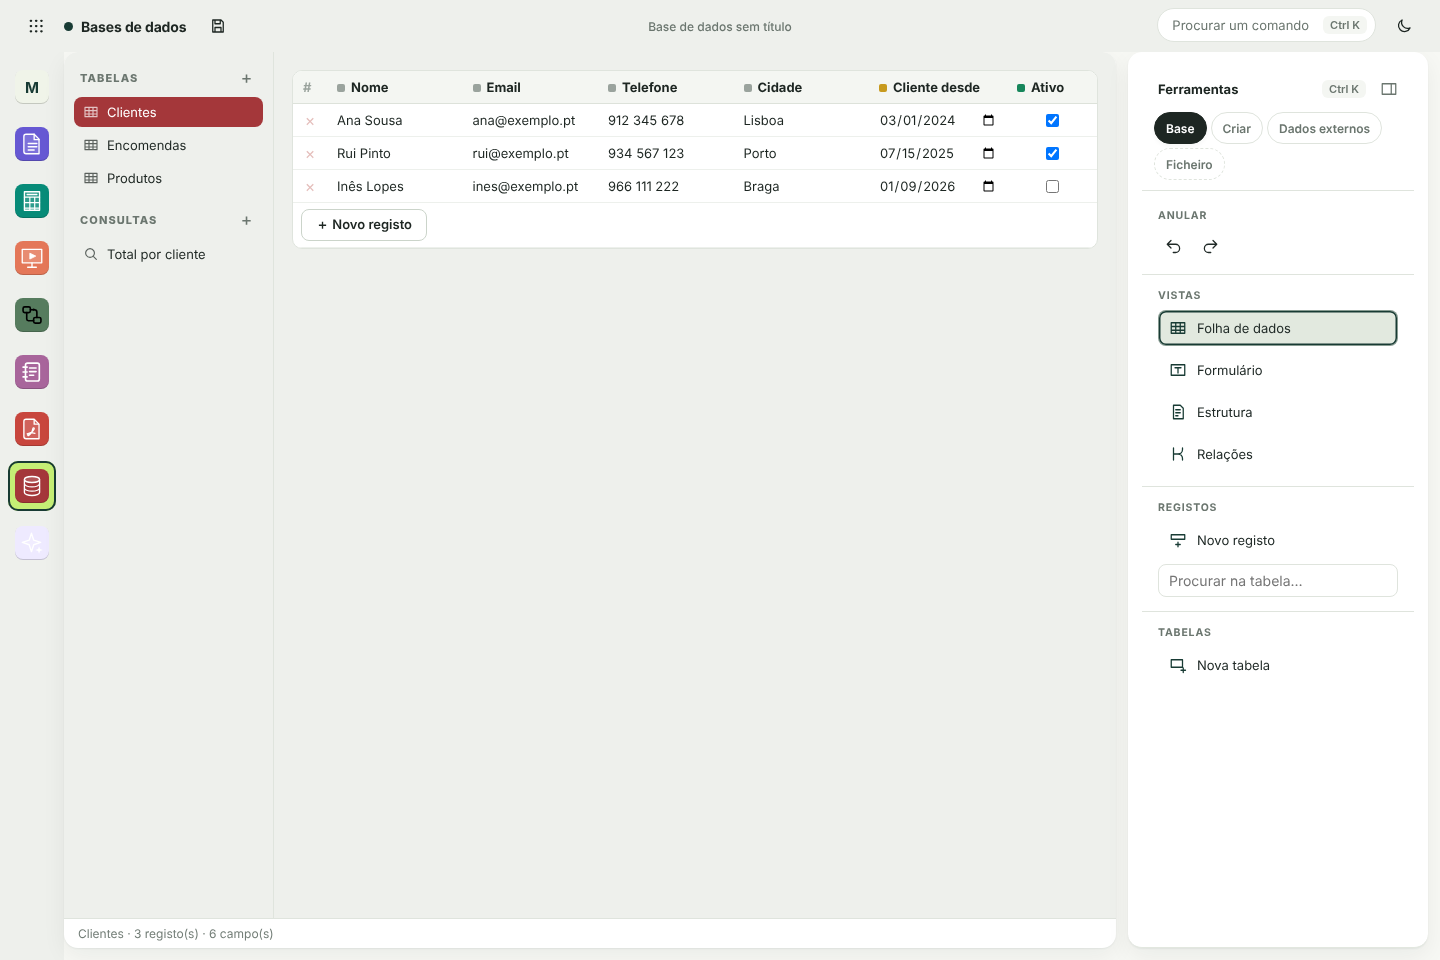 Bases de dados
Base de dados sem título
Procurar um comando Ctrl K
M
TABELAS +
Clientes
Encomendas
Produtos
CONSULTAS +
Total por cliente
# Nome Email Telefone Cidade Cliente desde Ativo
× Ana Sousa ana@exemplo.pt 912 345 678 Lisboa 03/01/2024
× Rui Pinto rui@exemplo.pt 934 567 123 Porto 07/15/2025
× Inês Lopes ines@exemplo.pt 966 111 222 Braga 01/09/2026
+ Novo registo
Clientes · 3 registo(s) · 6 campo(s)
Ferramentas Ctrl K
Base Criar Dados externos
Ficheiro
ANULAR
VISTAS
Folha de dados
Formulário
Estrutura
Relações
REGISTOS
Novo registo
Procurar na tabela...
TABELAS
Nova tabela